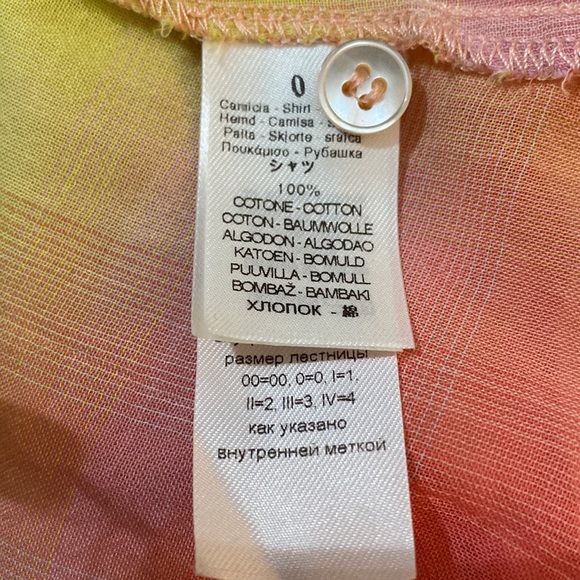 0
Camicia - Shirt -
Hemd - Camisa -
Paita - Skjorte - srajca
Πουκάμισο - Рубашка
シャツ
100%
COTONE - COTTON
COTON - BAUMWOLLE
ALGODON - ALGODAO
KATOEN - BOMULD
PUUVILLA - BOMULL
BOMBAŽ - BAMBAKI
ХЛОПОК - 綿
размер лестницы
00=00, 0=0, I=1,
II=2, III=3, IV=4
как указано
внутренней меткой